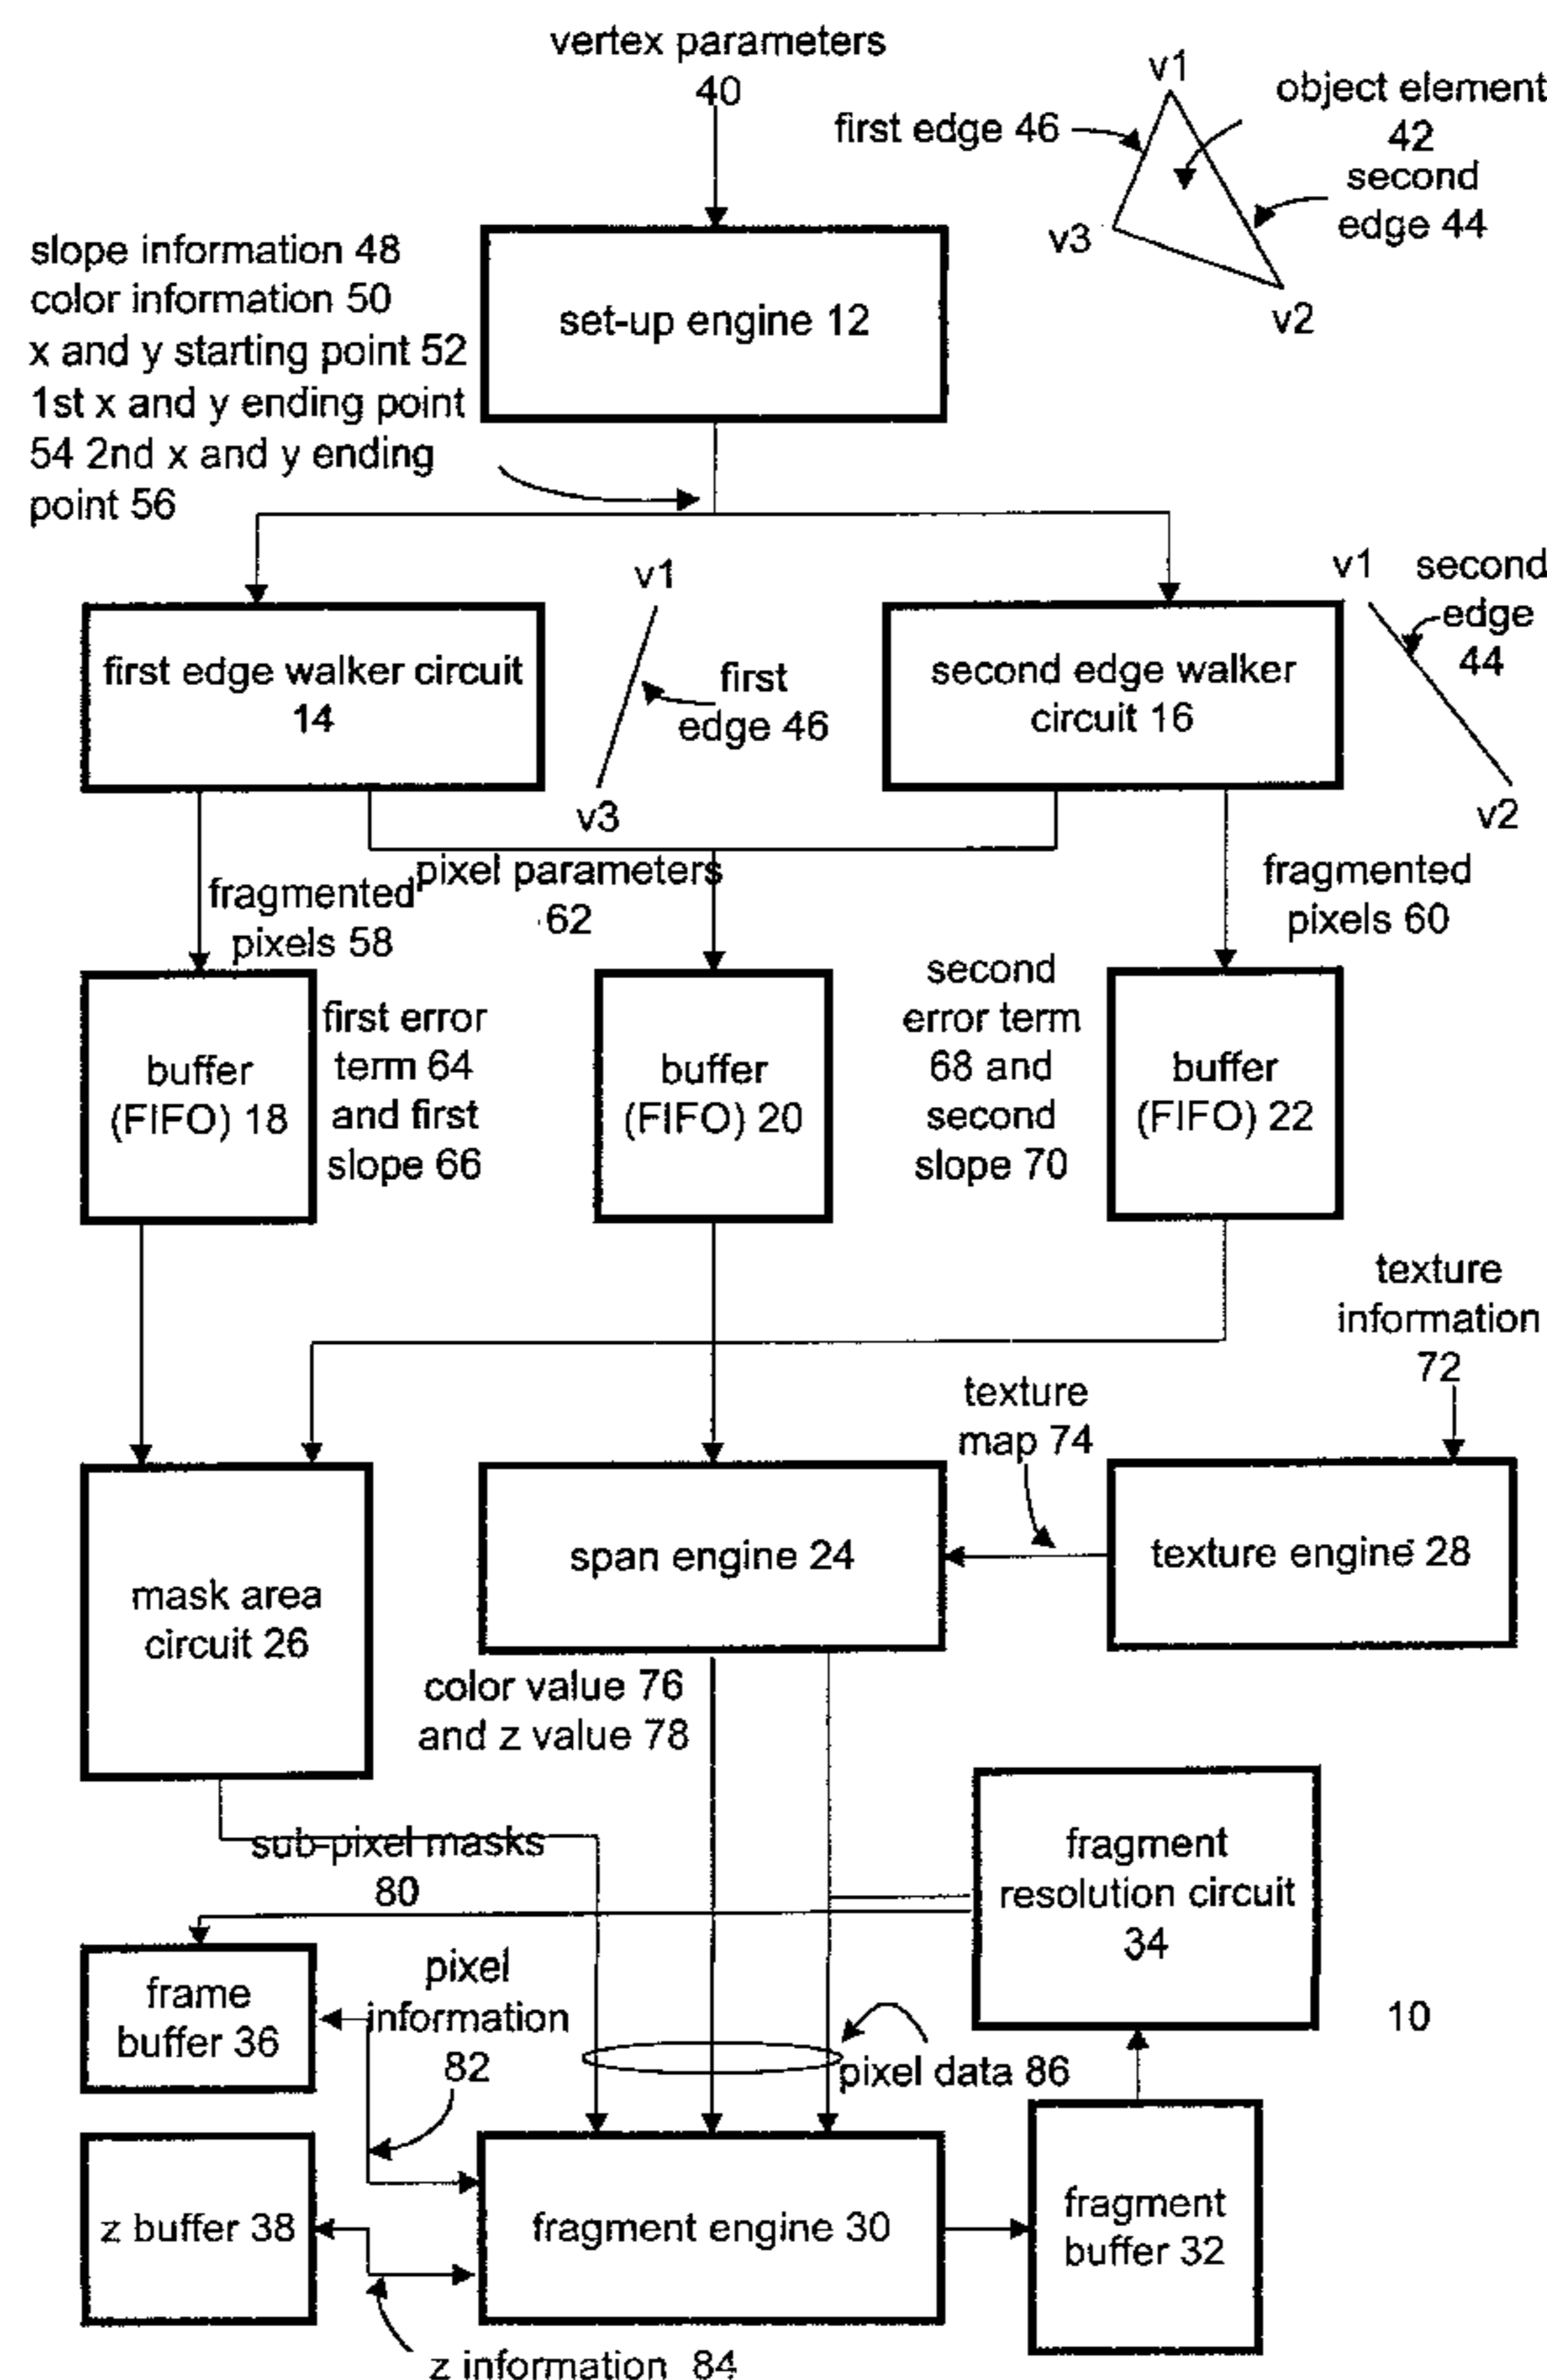 vertex parameters
40
v1
object element
42
first edge 46
second
edge 44
v3
v2
slope information 48
color information 50
x and y starting point 52
1st x and y ending point
54 2nd x and y ending
point 56
set-up engine 12
first edge walker circuit
14
v1
first
edge 46
v3
second edge walker
circuit 16
v1
second
edge
44
v2
fragmented
pixels 58
pixel parameters
62
fragmented
pixels 60
buffer
(FIFO) 18
first error
term 64
and first
slope 66
buffer
(FIFO) 20
second
error term
68 and
second
slope 70
buffer
(FIFO) 22
texture
information
72
texture
map 74
mask area
circuit 26
span engine 24
texture engine 28
color value 76
and z value 78
sub-pixel masks
80
fragment
resolution circuit
34
frame
buffer 36
pixel
information
82
pixel data 86
10
z buffer 38
fragment engine 30
fragment
buffer 32
z information 84